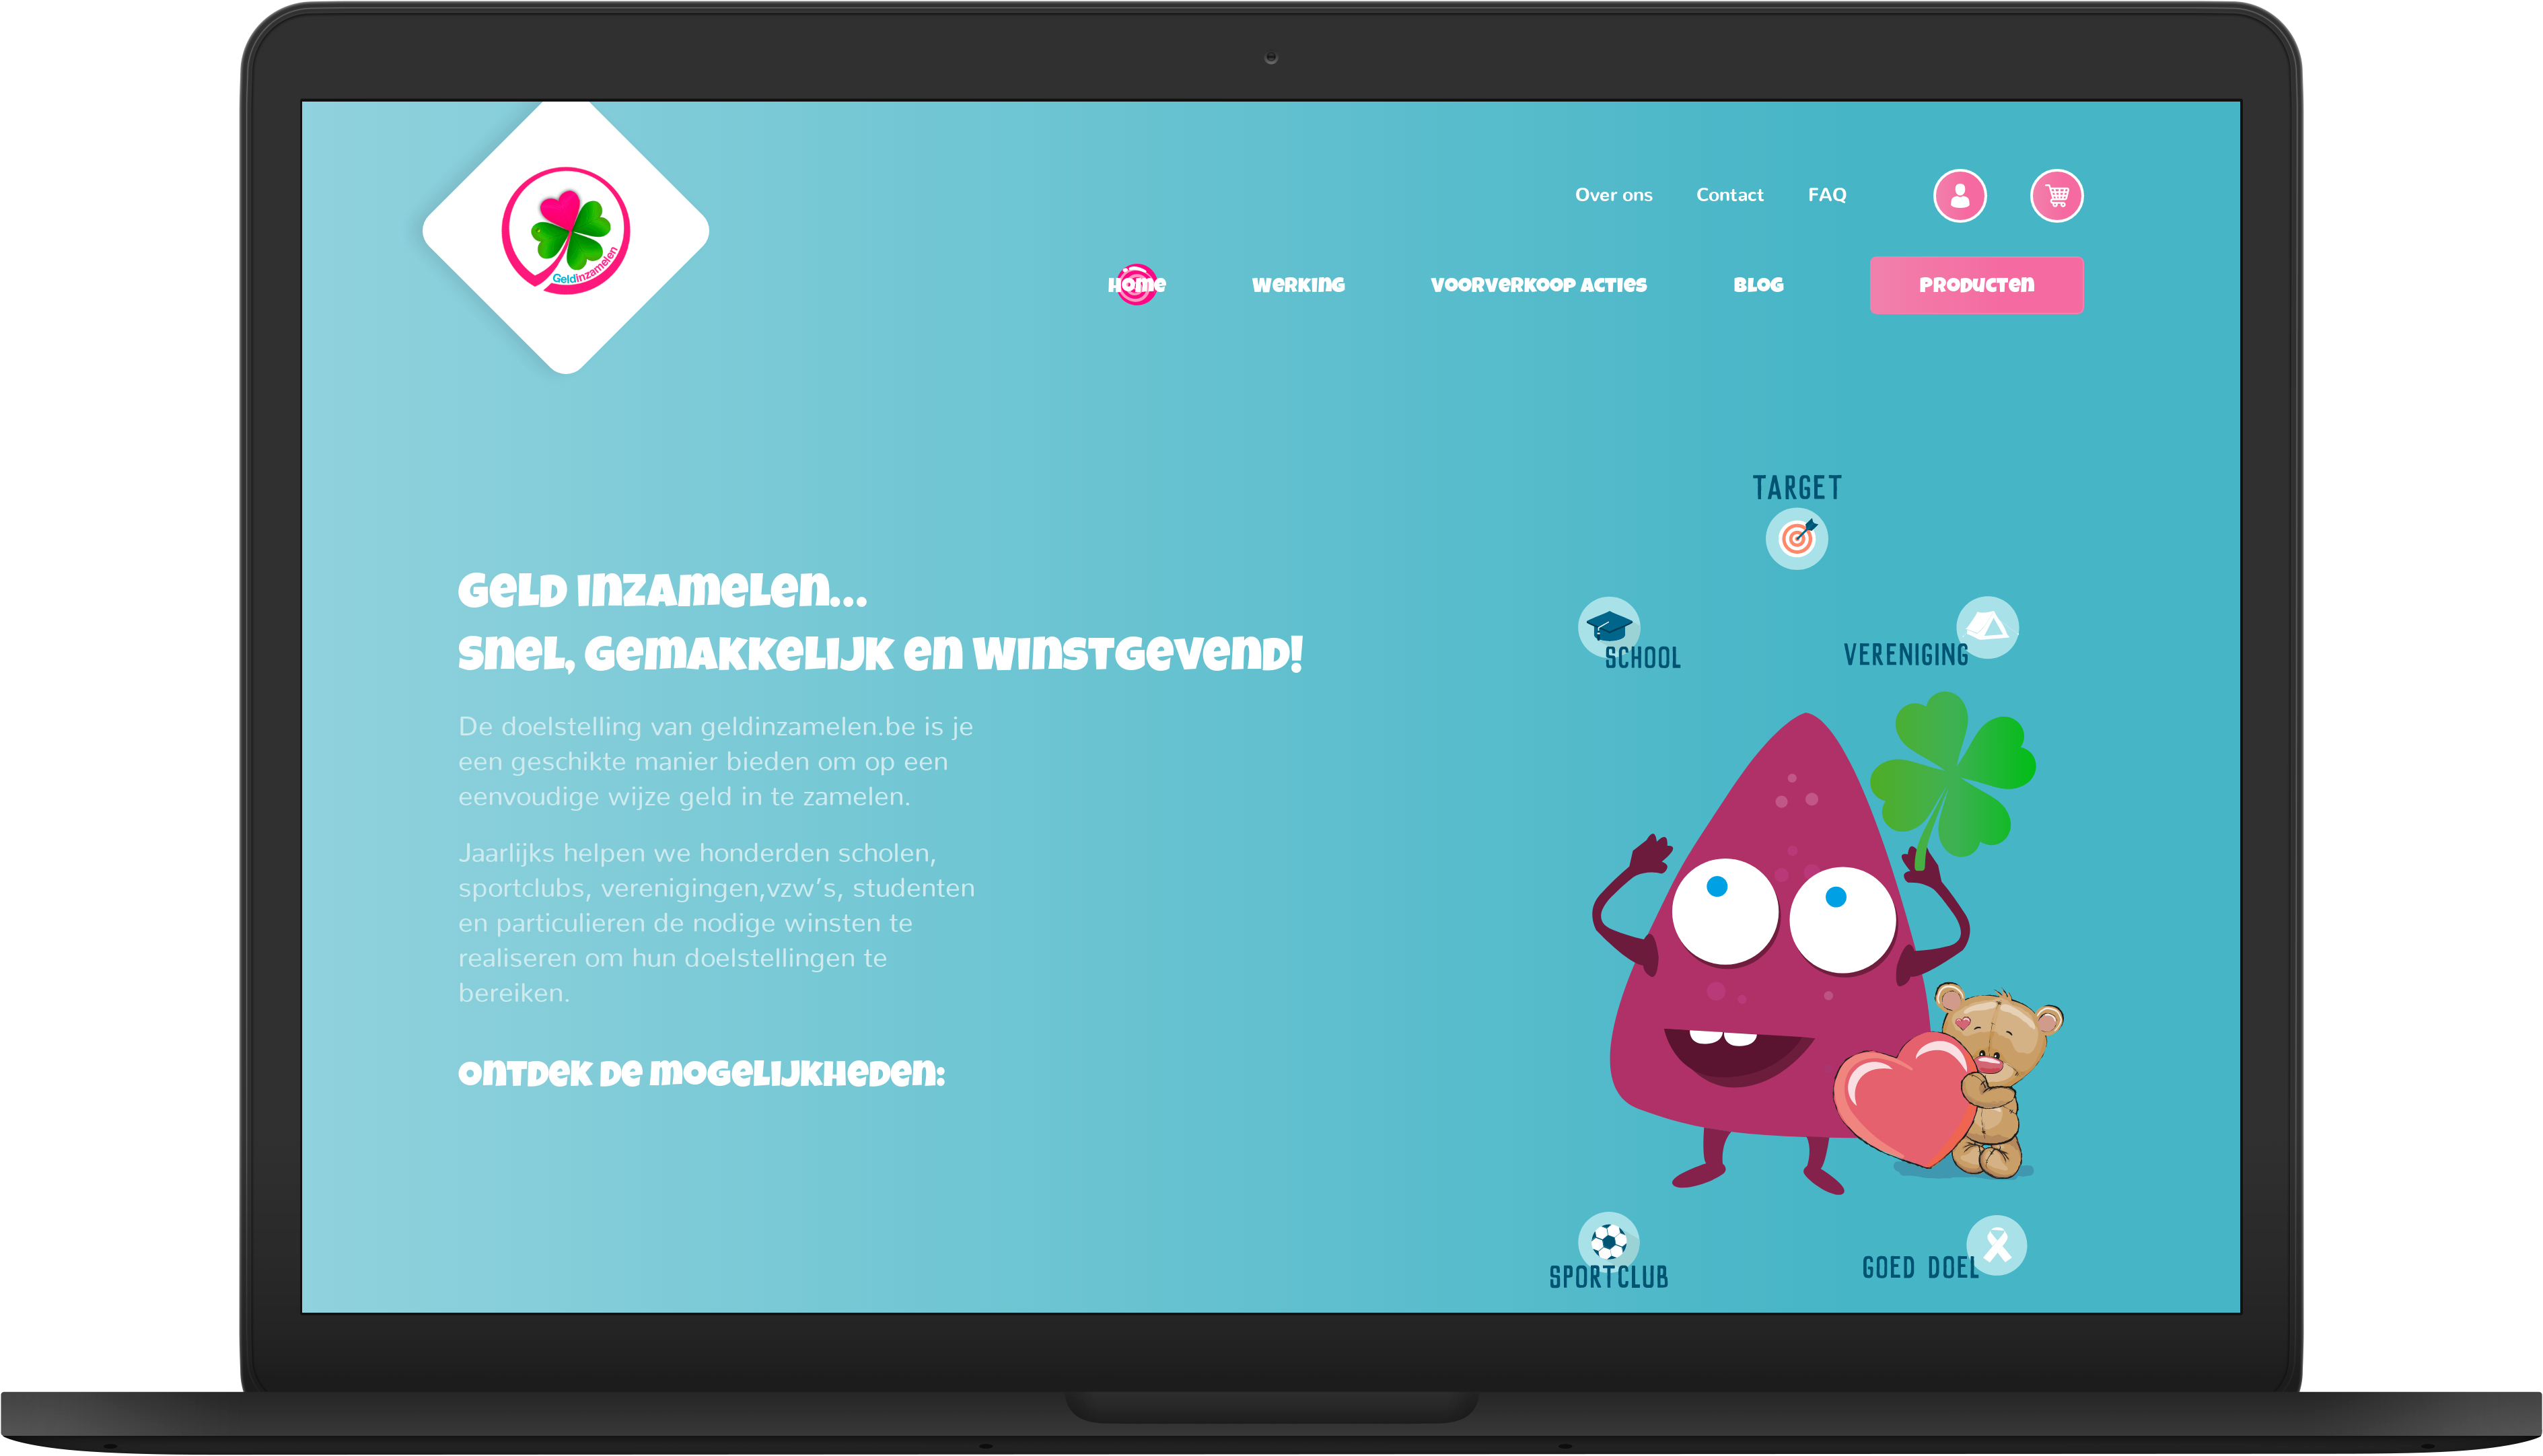 Geldinzamelen
Over ons Contact FAQ
Home Werking Voorverkoop acties Blog Producten
Geld inzamelen...
Snel, gemakkelijk en winstgevend!
De doelstelling van geldinzamelen.be is je
een geschikte manier bieden om op een
eenvoudige wijze geld in te zamelen.
Jaarlijks helpen we honderden scholen,
sportclubs, verenigingen,vzw's, studenten
en particulieren de nodige winsten te
realiseren om hun doelstellingen te
bereiken.
Ontdek de mogelijkheden:
TARGET
SCHOOL
VERENIGING
SPORTCLUB
GOED DOEL